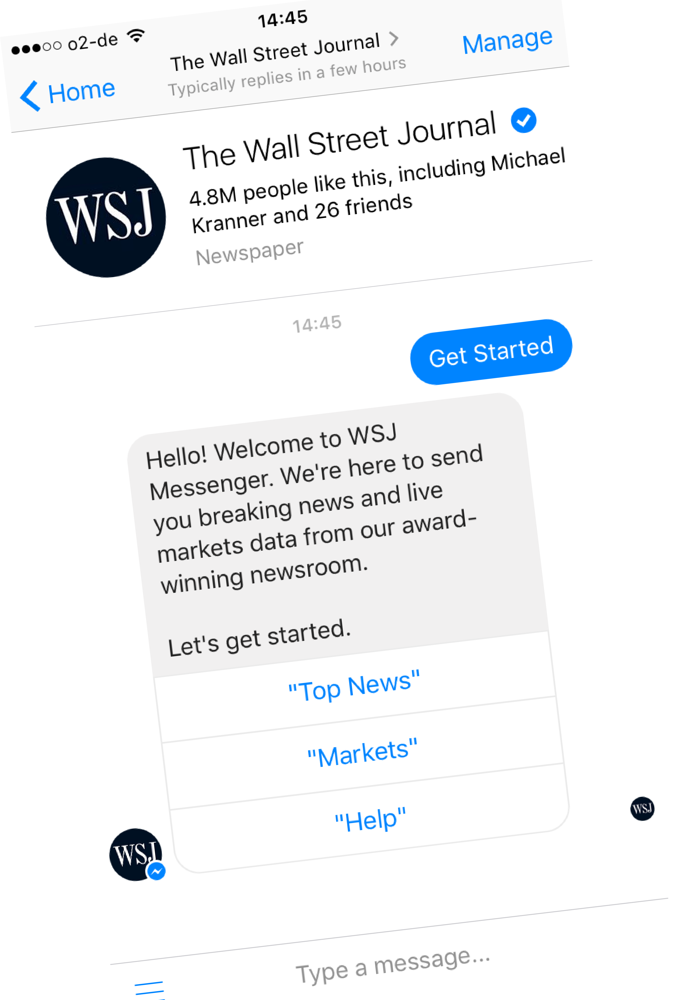 14:45
o2-de
The Wall Street Journal
Manage
Typically replies in a few hours
Home
The Wall Street Journal
WSJ
4.8M people like this, including Michael
Kranner and 26 friends
Newspaper
14:45
Get Started
Hello! Welcome to WSJ
Messenger. We're here to send
you breaking news and live
markets data from our award-
winning newsroom.
Let's get started.
"Top News"
"Markets"
"Help"
WSJ
WSJ
Type a message...